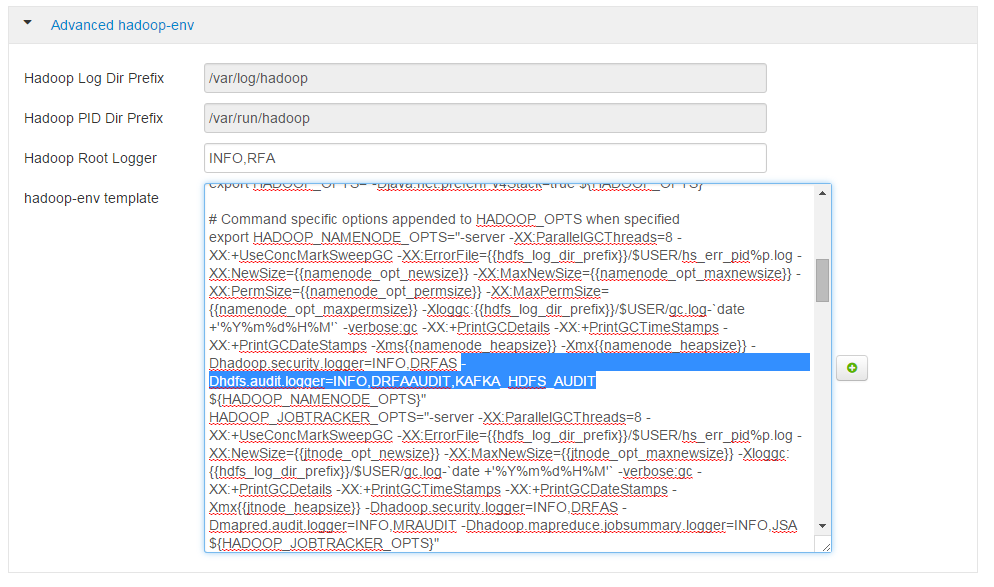 Advanced hadoop-env
Hadoop Log Dir Prefix
/var/log/hadoop
Hadoop PID Dir Prefix
/var/run/hadoop
Hadoop Root Logger
INFO,RFA
hadoop-env template
export HADOOP_OPTS="-Djava.net.preferIPv4Stack=true ${HADOOP_OPTS}"
# Command specific options appended to HADOOP_OPTS when specified
export HADOOP_NAMENODE_OPTS="-server -XX:ParallelGCThreads=8 -
XX:+UseConcMarkSweepGC -XX:ErrorFile={{hdfs_log_dir_prefix}}/$USER/hs_err_pid%p.log -
XX:NewSize={{namenode_opt_newsize}} -XX:MaxNewSize={{namenode_opt_maxnewsize}} -
XX:PermSize={{namenode_opt_permsize}} -XX:MaxPermSize=
{{namenode_opt_maxpermsize}} -Xloggc:{{hdfs_log_dir_prefix}}/$USER/gc.log-`date
+'%Y%m%d%H%M'` -verbose:gc -XX:+PrintGCDetails -XX:+PrintGCTimeStamps -
XX:+PrintGCDateStamps -Xms{{namenode_heapsize}} -Xmx{{namenode_heapsize}} -
Dhadoop.security.logger=INFO,DRFAS -
Dhdfs.audit.logger=INFO,DRFAAUDIT,KAFKA_HDFS_AUDIT
${HADOOP_NAMENODE_OPTS}"
HADOOP_JOBTRACKER_OPTS="-server -XX:ParallelGCThreads=8 -
XX:+UseConcMarkSweepGC -XX:ErrorFile={{hdfs_log_dir_prefix}}/$USER/hs_err_pid%p.log -
XX:NewSize={{jtnode_opt_newsize}} -XX:MaxNewSize={{jtnode_opt_maxnewsize}} -Xloggc:
{{hdfs_log_dir_prefix}}/$USER/gc.log-`date +'%Y%m%d%H%M'` -verbose:gc -
XX:+PrintGCDetails -XX:+PrintGCTimeStamps -XX:+PrintGCDateStamps -
Xmx{{jtnode_heapsize}} -Dhadoop.security.logger=INFO,DRFAS -
Dmapred.audit.logger=INFO,MRAUDIT -Dhadoop.mapreduce.jobsummary.logger=INFO,JSA
${HADOOP_JOBTRACKER_OPTS}"